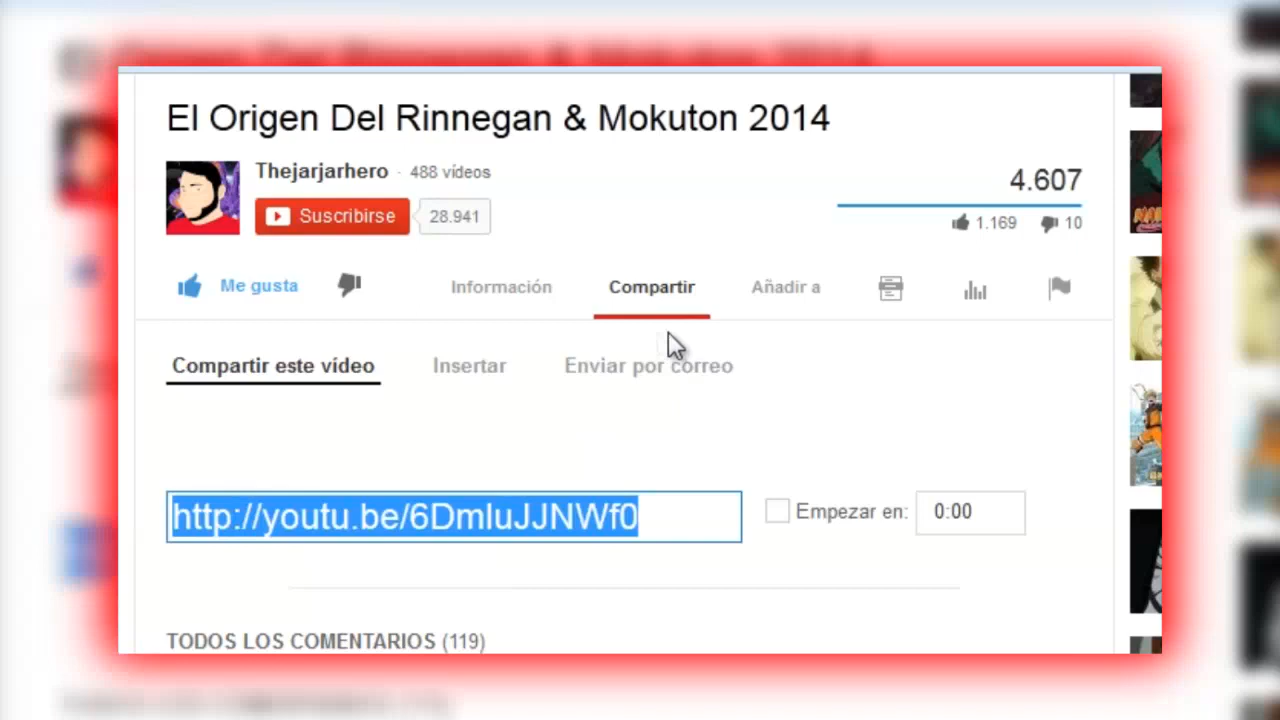 El Origen Del Rinnegan & Mokuton 2014
Thejarjarhero · 488 vídeos
Suscribirse 28.941
4.607
1.169 10
Me gusta Información Compartir Añadir a
Compartir este vídeo Insertar Enviar por correo
http://youtu.be/6DmluJJNWf0 Empezar en: 0:00
TODOS LOS COMENTARIOS (119)